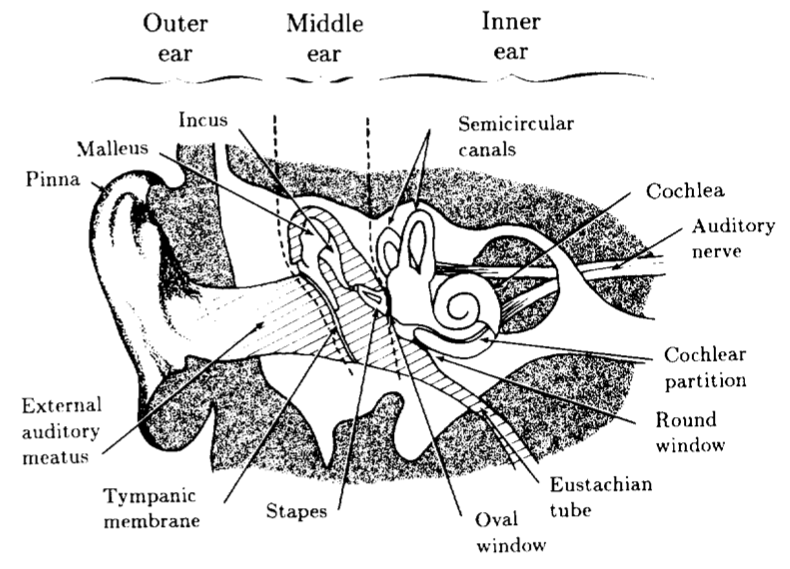 Outer
ear
Middle
ear
Inner
ear
Incus
Malleus
Pinna
Semicircular
canals
Cochlea
Auditory
nerve
Cochlear
partition
Round
window
Eustachian
tube
Oval
window
Stapes
Tympanic
membrane
External
auditory
meatus